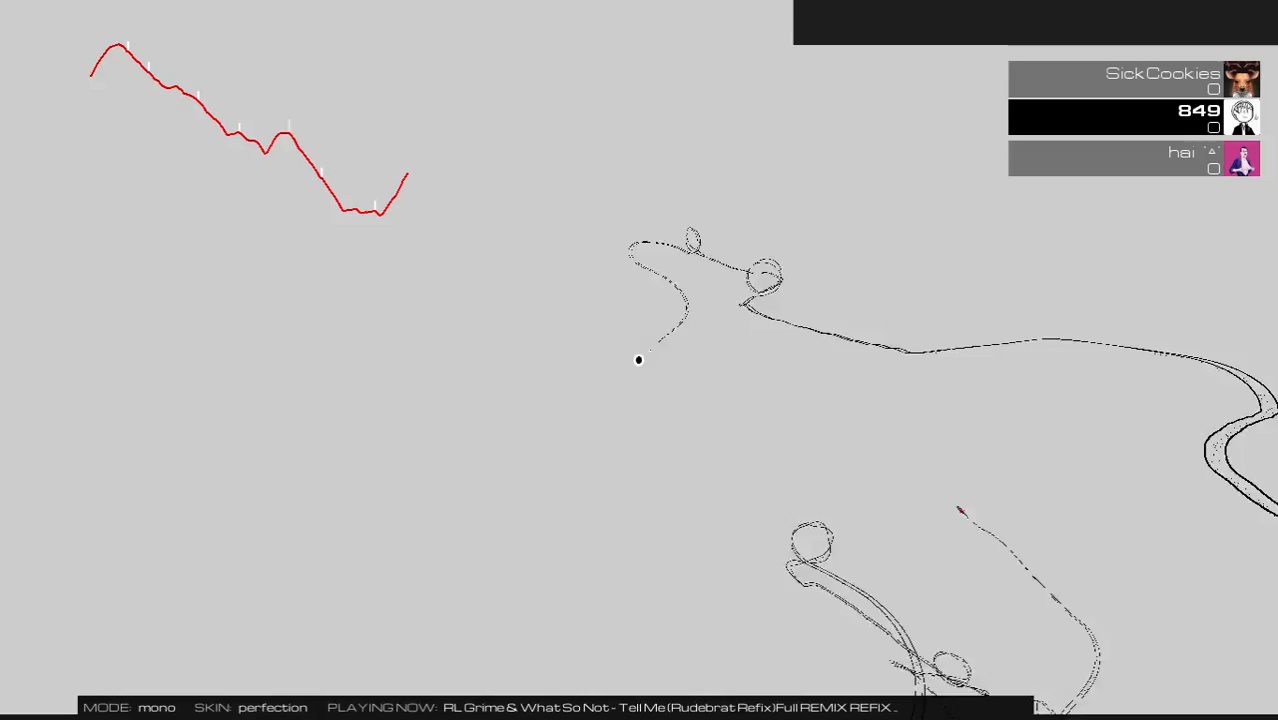 SickCookies
849
hai ˙▵˙
MODE: mono SKIN: perfection PLAYING NOW: RL Grime & What So Not - Tell Me (Rudebrat Refix)Full REMIX REFIX ..